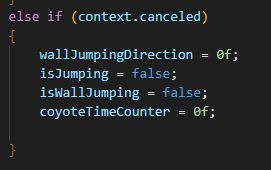 else if (context.canceled)
{
    wallJumpingDirection = 0f;
    isJumping = false;
    isWallJumping = false;
    coyoteTimeCounter = 0f;
}